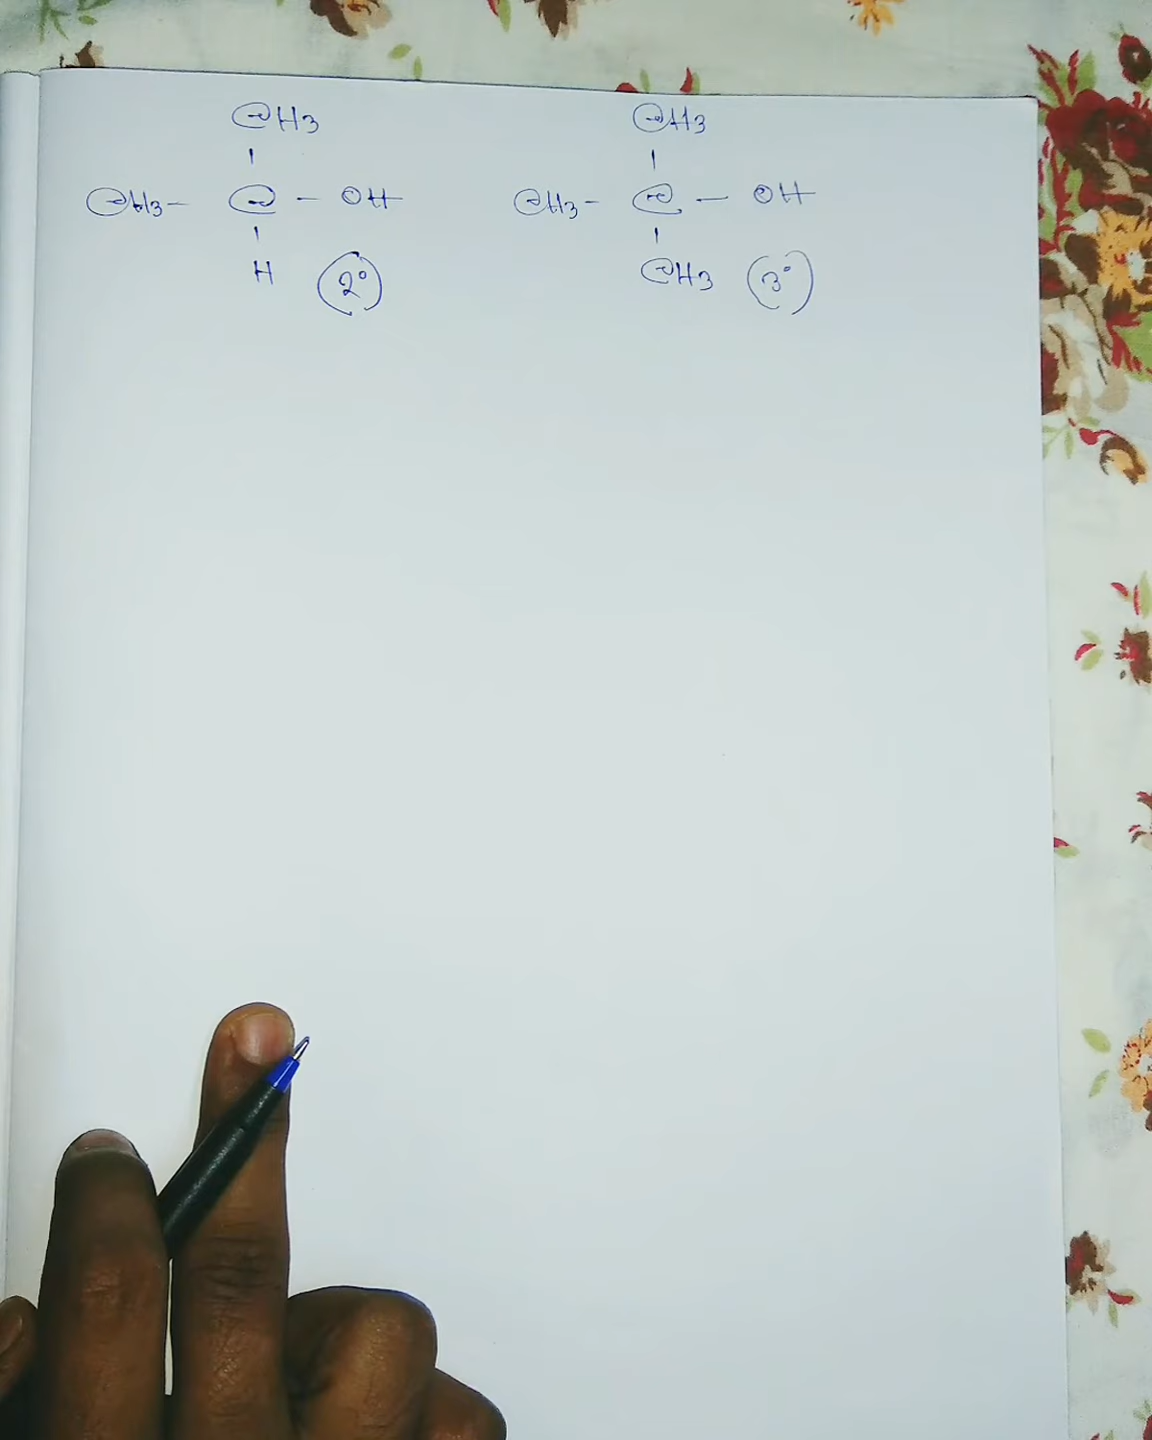 CH3 CH3
| |
CH3 - C - OH CH3 - C - OH
| |
H (2°) CH3 (3°)